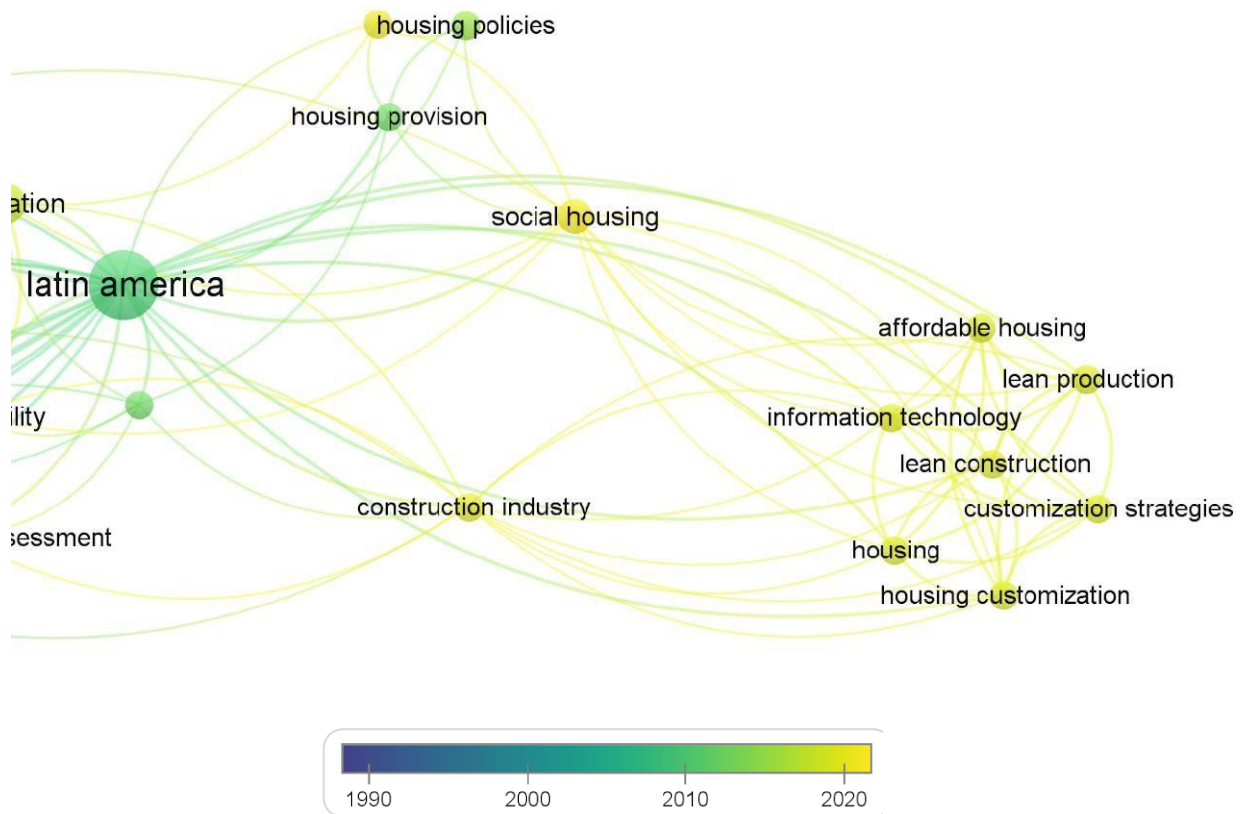 housing policies
housing provision
ation
social housing
latin america
affordable housing
lean production
ility
information technology
lean construction
construction industry
customization strategies
sessment
housing
housing customization
1990 2000 2010 2020